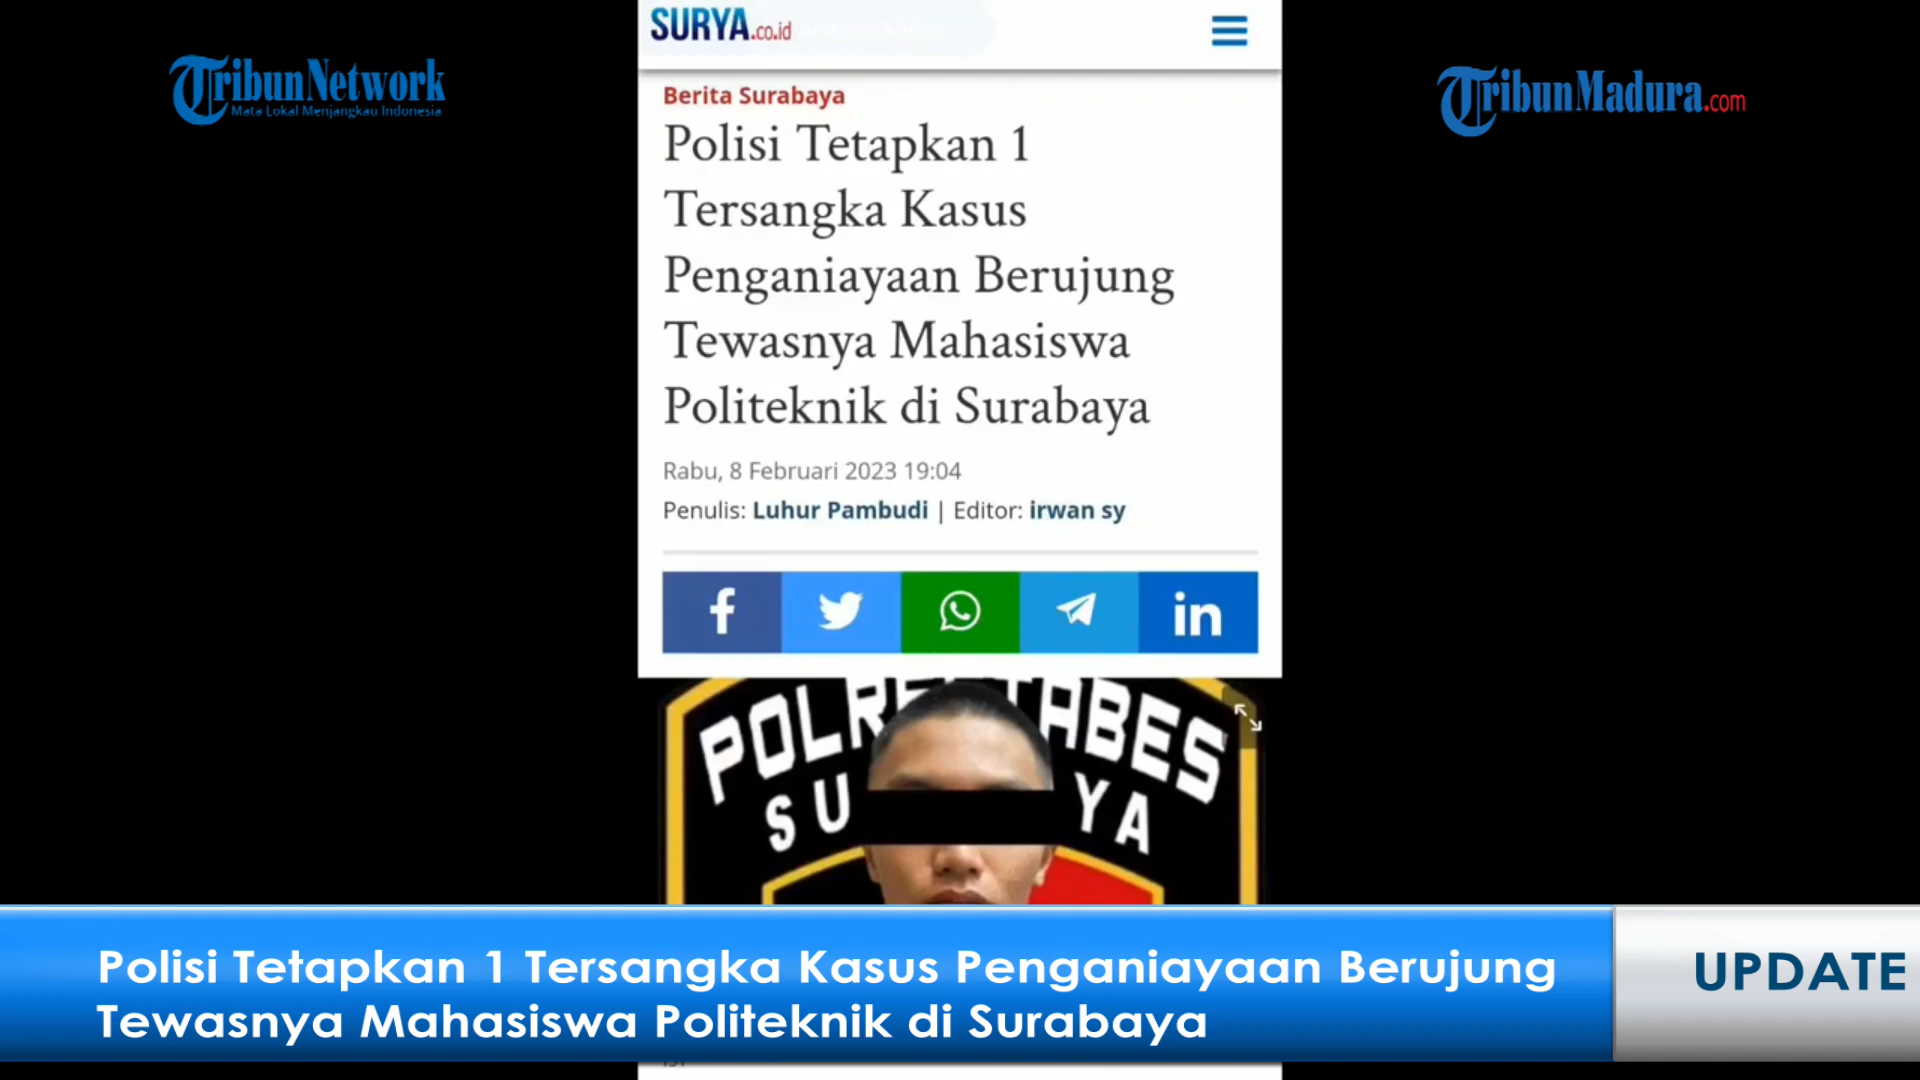 SURYA.co.id
TribunNetwork
Mata Lokal Menjangkau Indonesia
TribunMadura.com
Berita Surabaya
Polisi Tetapkan 1
Tersangka Kasus
Penganiayaan Berujung
Tewasnya Mahasiswa
Politeknik di Surabaya
Rabu, 8 Februari 2023 19:04
Penulis: Luhur Pambudi | Editor: irwan sy
f
in
SU YA
Polisi Tetapkan 1 Tersangka Kasus Penganiayaan Berujung
Tewasnya Mahasiswa Politeknik di Surabaya
UPDATE